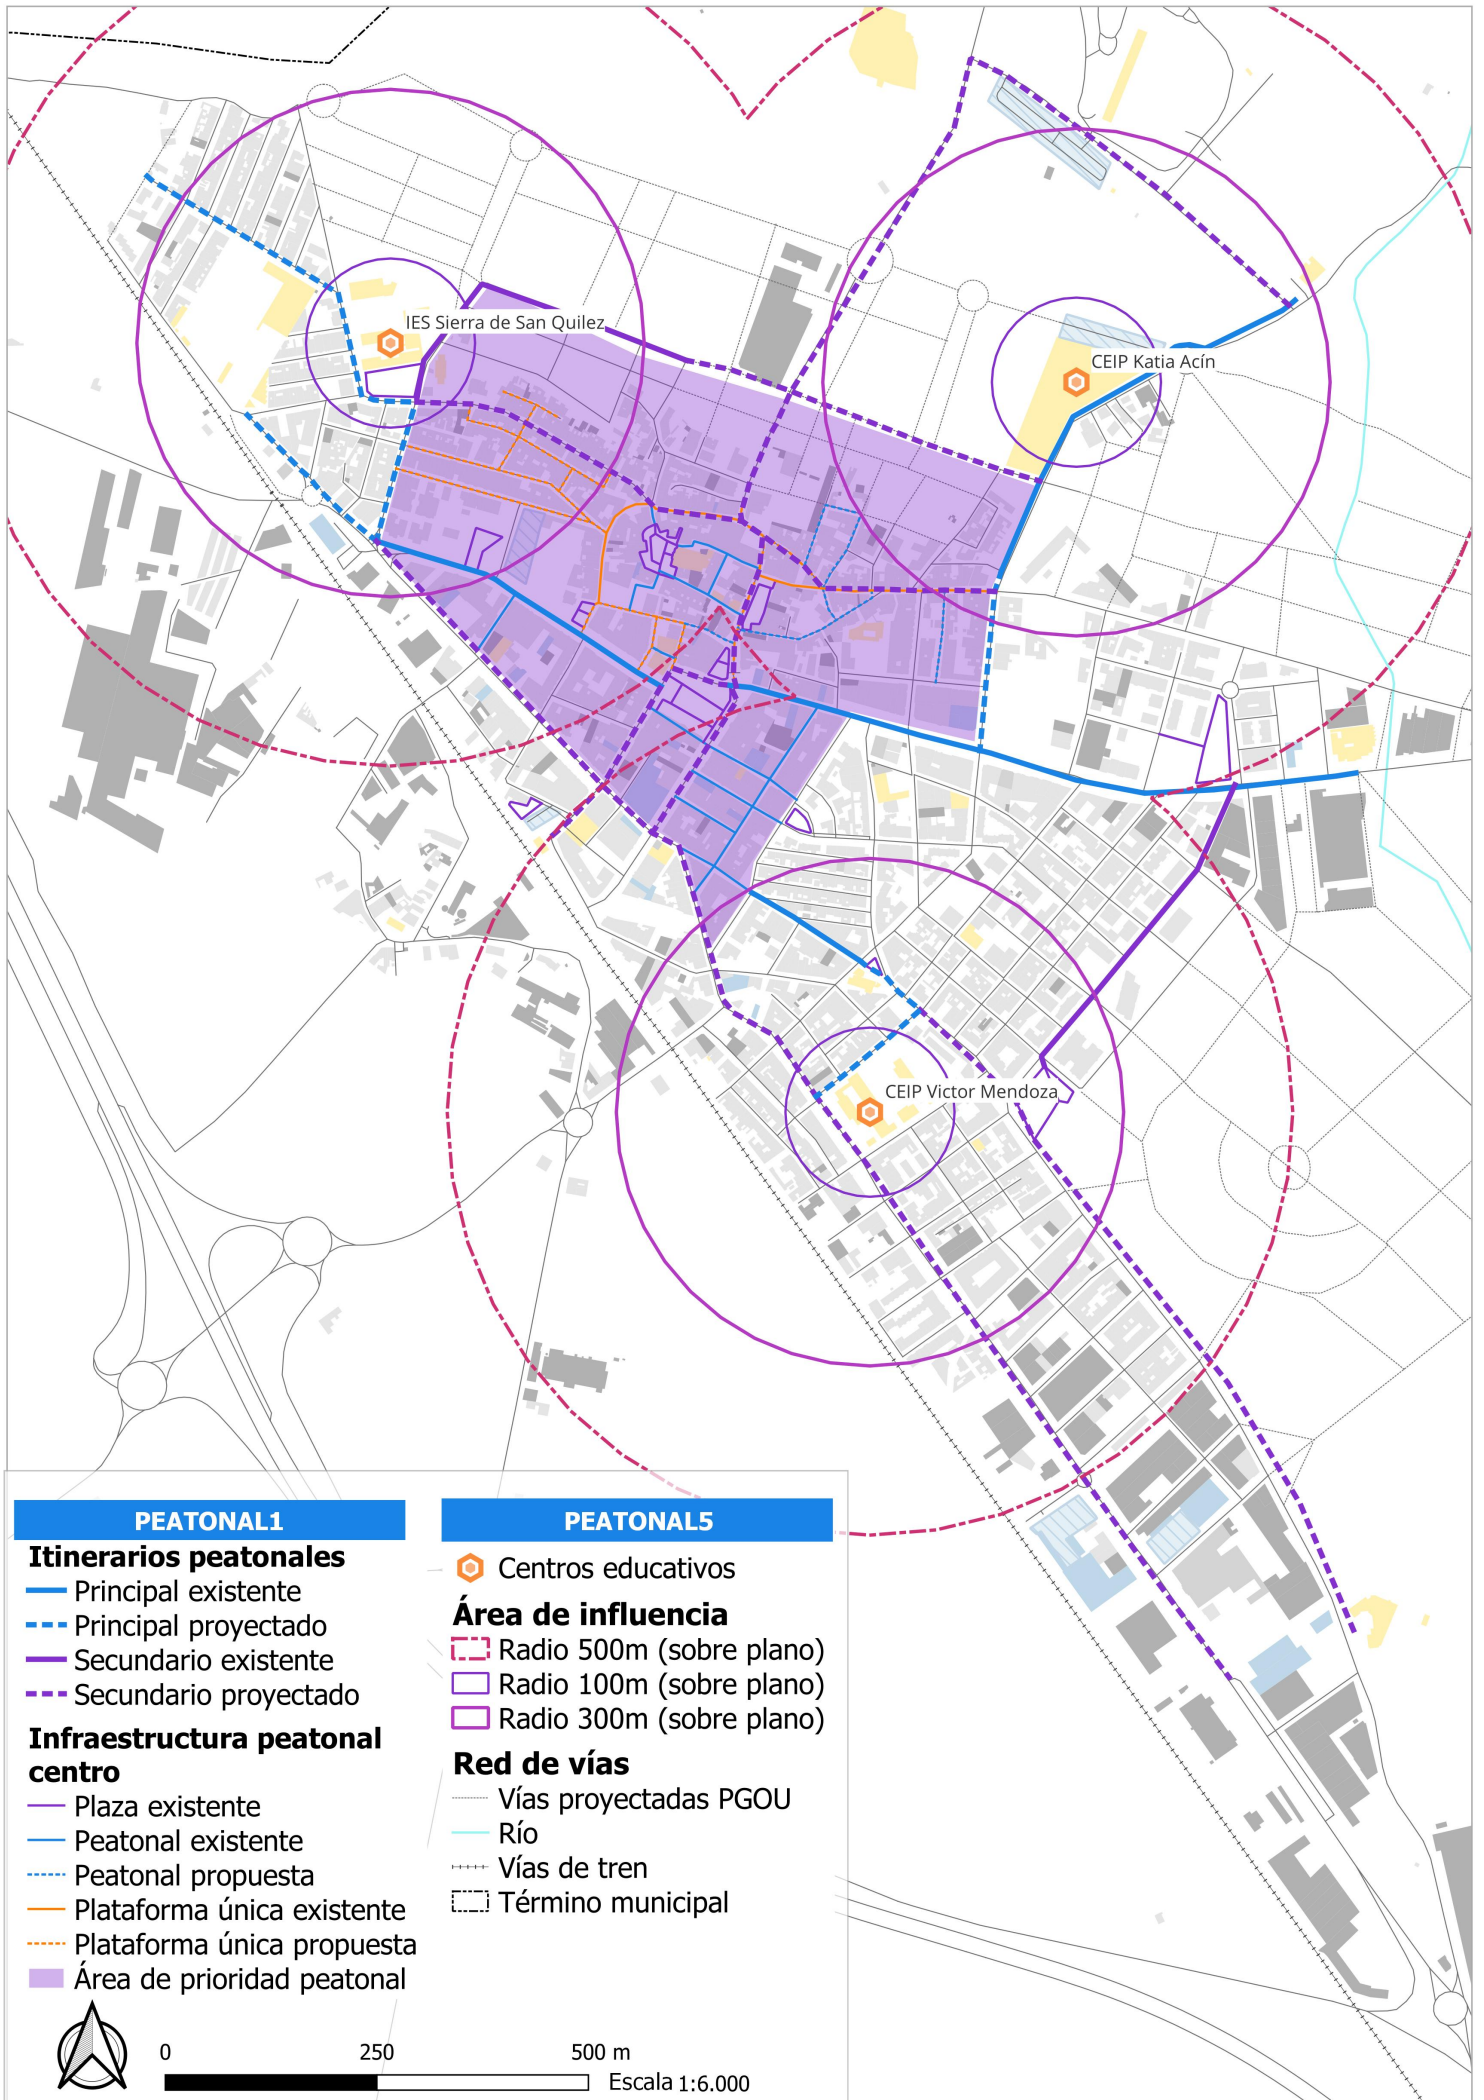 IES Sierra de San Quilez
CEIP Katia Acín
CEIP Victor Mendoza
PEATONAL1
Itinerarios peatonales
Principal existente
Principal proyectado
Secundario existente
Secundario proyectado
Infraestructura peatonal
centro
Plaza existente
Peatonal existente
Peatonal propuesta
Plataforma única existente
Plataforma única propuesta
Área de prioridad peatonal
PEATONAL5
Centros educativos
Área de influencia
Radio 500m (sobre plano)
Radio 100m (sobre plano)
Radio 300m (sobre plano)
Red de vías
Vías proyectadas PGOU
Río
Vías de tren
Término municipal
0 250 500 m
Escala 1:6.000